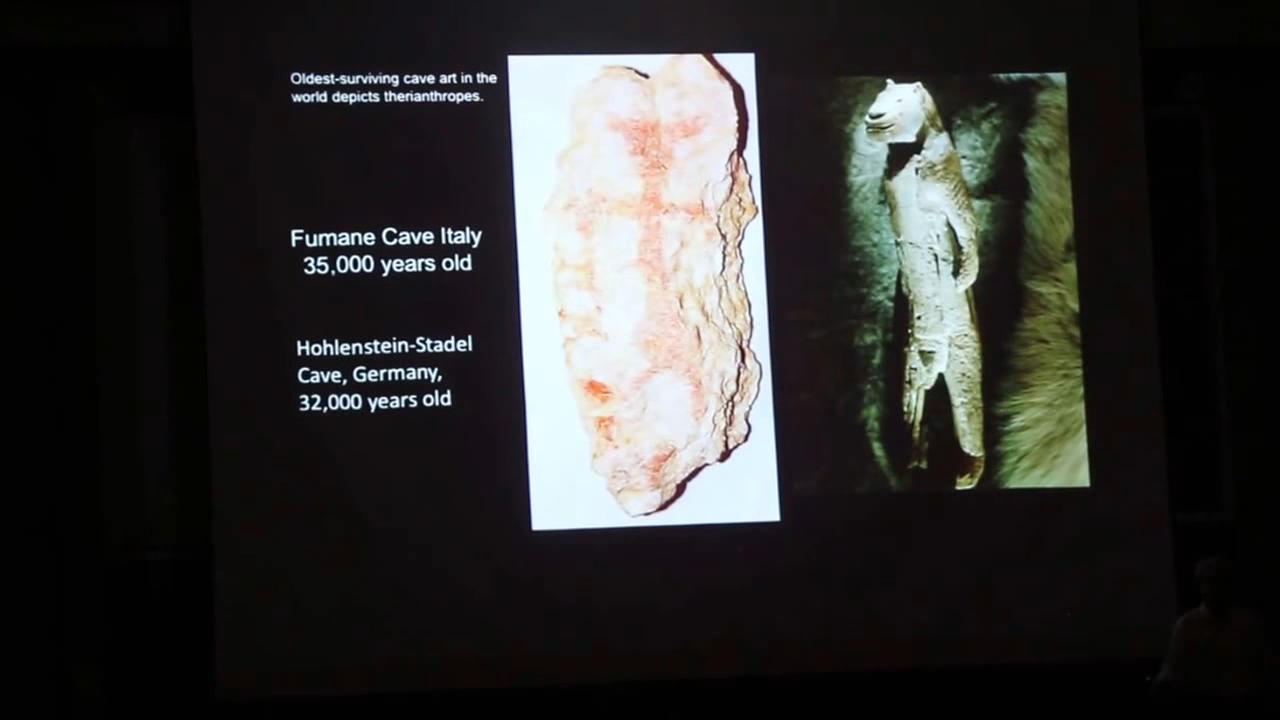 Oldest-surviving cave art in the
world depicts therianthropes.
Fumane Cave Italy
35,000 years old
Hohlenstein-Stadel
Cave, Germany,
32,000 years old